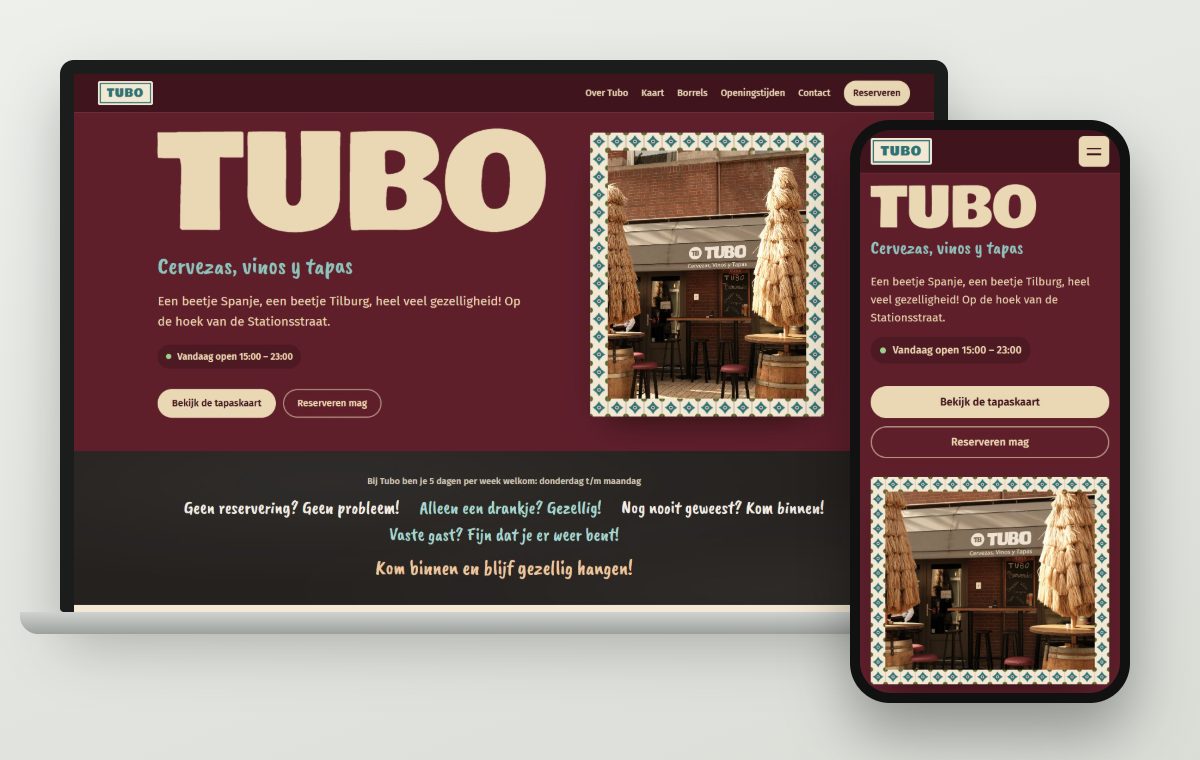 TUBO
Over Tubo Kaart Borrels Openingstijden Contact Reserveren
TUBO
Cervezas, vinos y tapas
Een beetje Spanje, een beetje Tilburg, heel veel gezelligheid! Op
de hoek van de Stationsstraat.
Vandaag open 15:00 – 23:00
Bekijk de tapaskaart
Reserveren mag
TB TUBO
Cervezas, Vinos y Tapas
TUBO
Bij Tubo ben je 5 dagen per week welkom: donderdag t/m maandag
Geen reservering? Geen probleem! Alleen een drankje? Gezellig! Nog nooit geweest? Kom binnen!
Vaste gast? Fijn dat je er weer bent!
Kom binnen en blijf gezellig hangen!
TUBO
TUBO
Cervezas, vinos y tapas
Een beetje Spanje, een beetje Tilburg, heel
veel gezelligheid! Op de hoek van de
Stationsstraat.
Vandaag open 15:00 – 23:00
Bekijk de tapaskaart
Reserveren mag
TB TUBO
Cervezas, Vinos y Tapas
TUBO